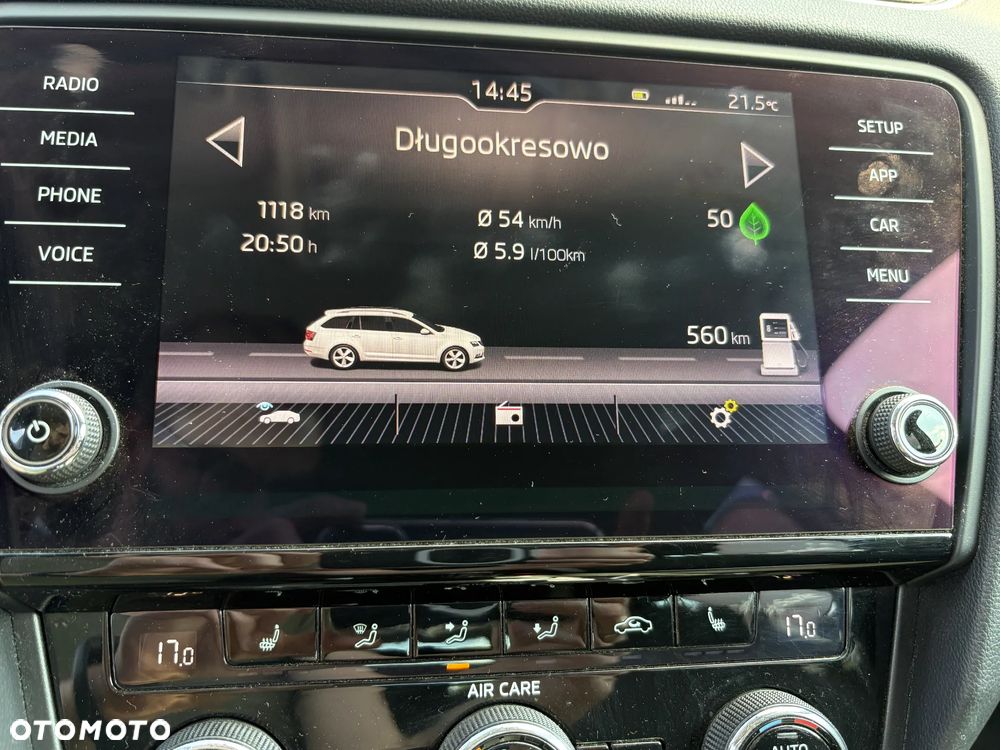 RADIO
MEDIA
PHONE
VOICE
14:45
21.5°C
Długookresowo
1118 km
20:50 h
Ø 54 km/h
Ø 5.9 l/100km
50
560 km
SETUP
APP
CAR
MENU
17.0
17.0
AIR CARE
AUTO
OTOMOTO